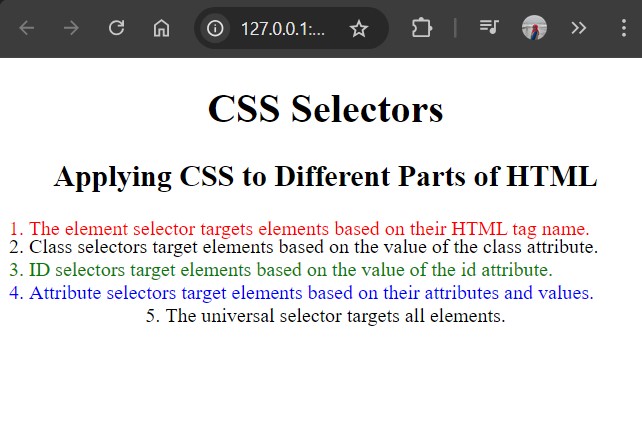 127.0.0.1:...
CSS Selectors
Applying CSS to Different Parts of HTML
1. The element selector targets elements based on their HTML tag name.
2. Class selectors target elements based on the value of the class attribute.
3. ID selectors target elements based on the value of the id attribute.
4. Attribute selectors target elements based on their attributes and values.
5. The universal selector targets all elements.